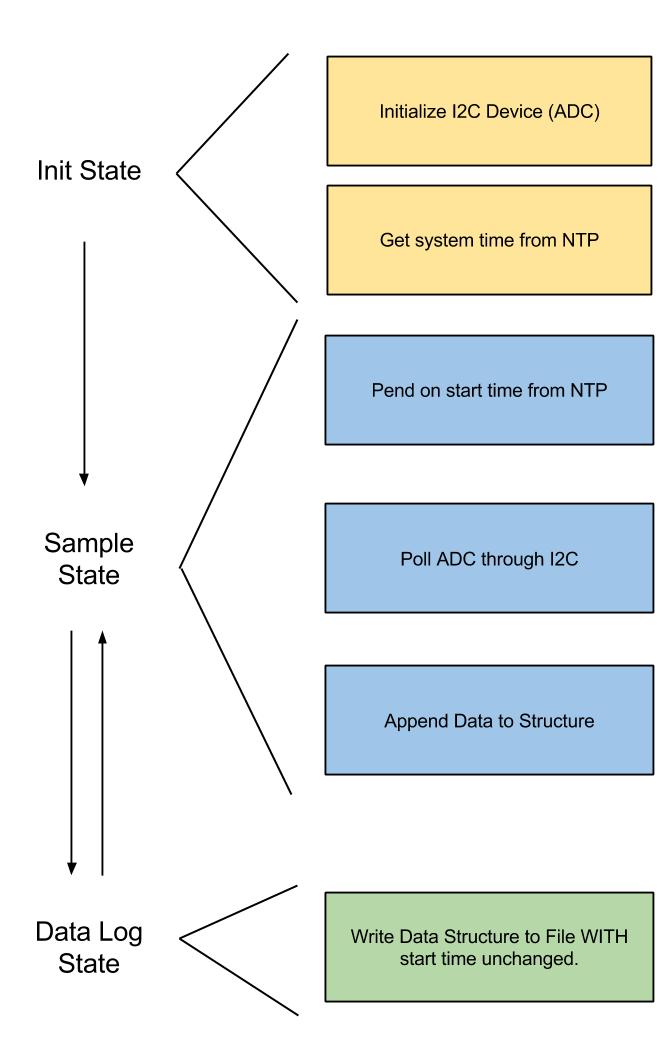 Init State
Initialize I2C Device (ADC)
Get system time from NTP
Sample
State
Pend on start time from NTP
Poll ADC through I2C
Append Data to Structure
Data Log
State
Write Data Structure to File WITH
start time unchanged.